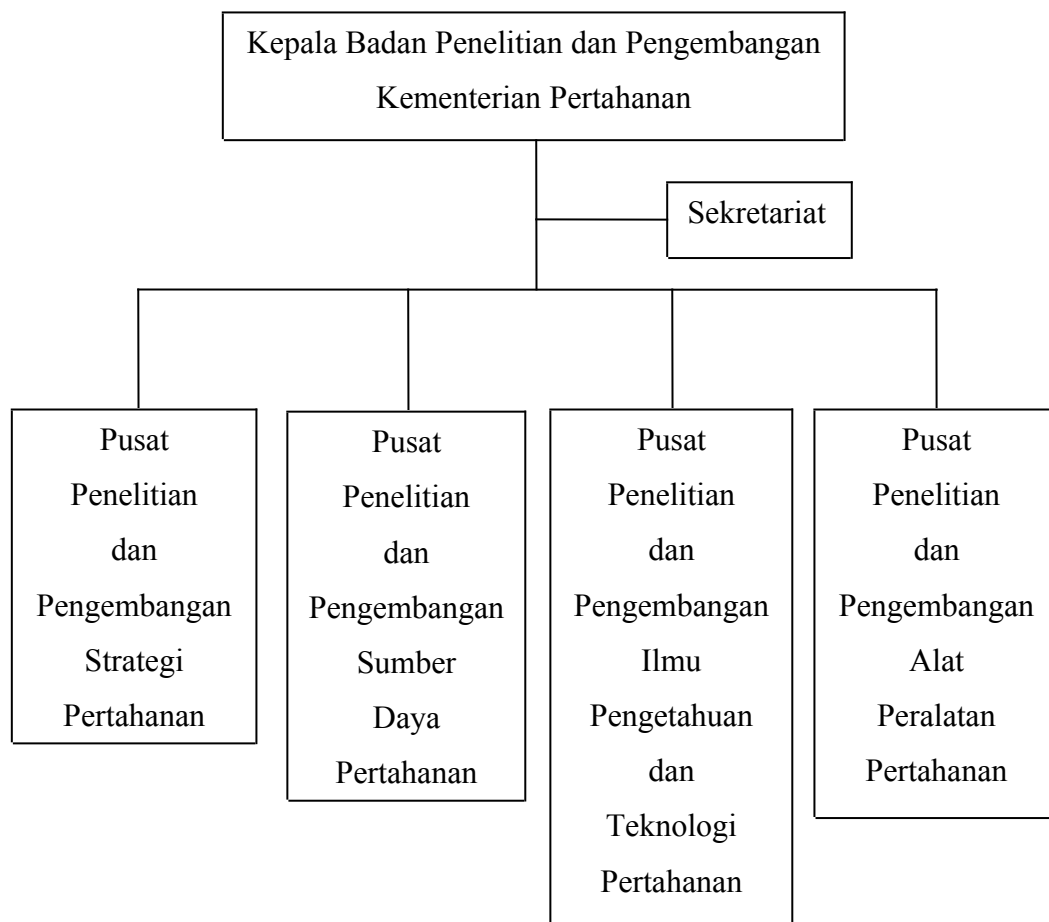 Kepala Badan Penelitian dan Pengembangan
Kementerian Pertahanan
Sekretariat
Pusat
Penelitian
dan
Pengembangan
Strategi
Pertahanan
Pusat
Penelitian
dan
Pengembangan
Sumber
Daya
Pertahanan
Pusat
Penelitian
dan
Pengembangan
Ilmu
Pengetahuan
dan
Teknologi
Pertahanan
Pusat
Penelitian
dan
Pengembangan
Alat
Peralatan
Pertahanan